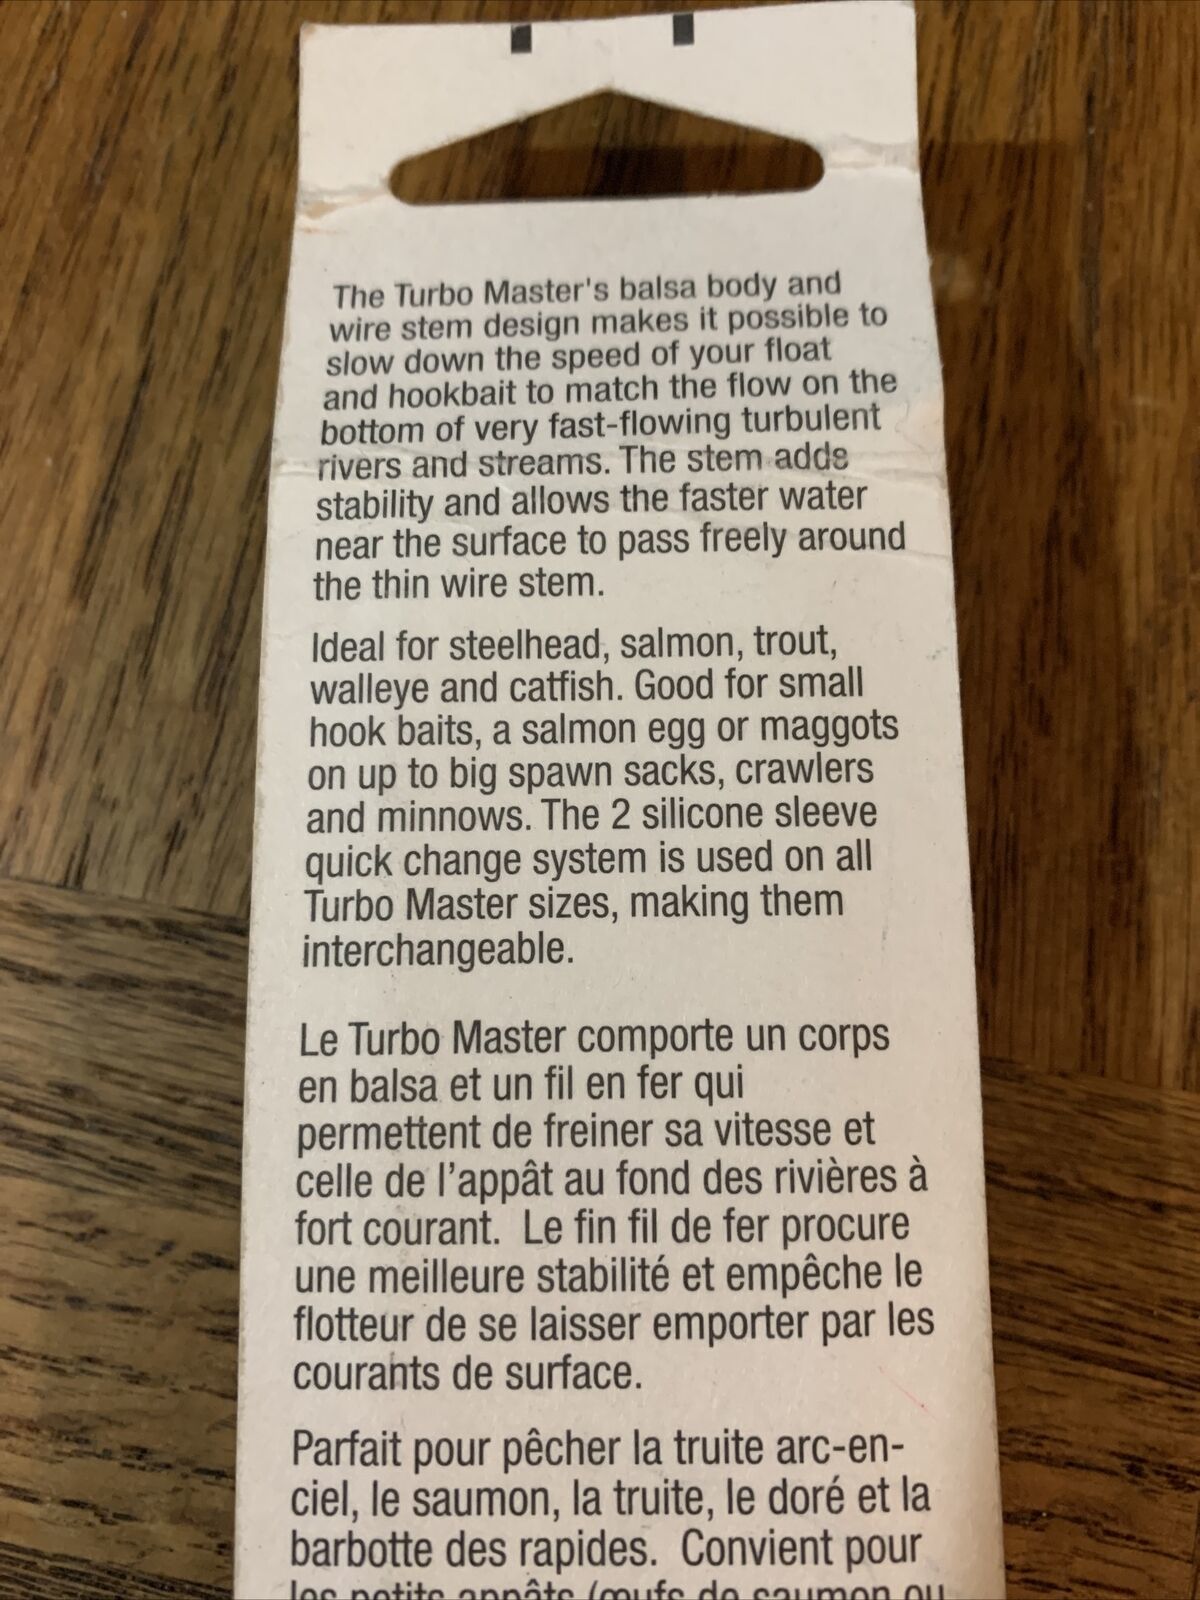 The Turbo Master's balsa body and
wire stem design makes it possible to
slow down the speed of your float
and hookbait to match the flow on the
bottom of very fast-flowing turbulent
rivers and streams. The stem adds
stability and allows the faster water
near the surface to pass freely around
the thin wire stem.
Ideal for steelhead, salmon, trout,
walleye and catfish. Good for small
hook baits, a salmon egg or maggots
on up to big spawn sacks, crawlers
and minnows. The 2 silicone sleeve
quick change system is used on all
Turbo Master sizes, making them
interchangeable.
Le Turbo Master comporte un corps
en balsa et un fil en fer qui
permettent de freiner sa vitesse et
celle de l'appât au fond des rivières à
fort courant. Le fin fil de fer procure
une meilleure stabilité et empêche le
flotteur de se laisser emporter par les
courants de surface.
Parfait pour pêcher la truite arc-en-
ciel, le saumon, la truite, le doré et la
barbotte des rapides. Convient pour
les petits appâts (œufs de saumon ou